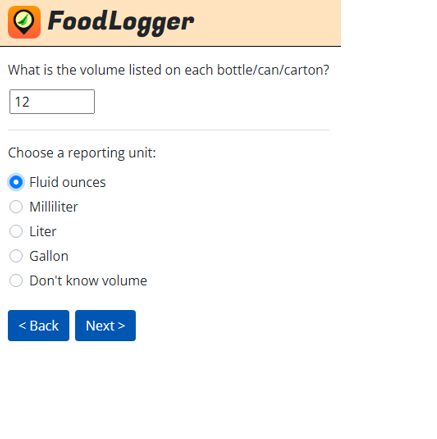 FoodLogger
What is the volume listed on each bottle/can/carton?
12
Choose a reporting unit:
Fluid ounces
Milliliter
Liter
Gallon
Don't know volume
< Back Next >